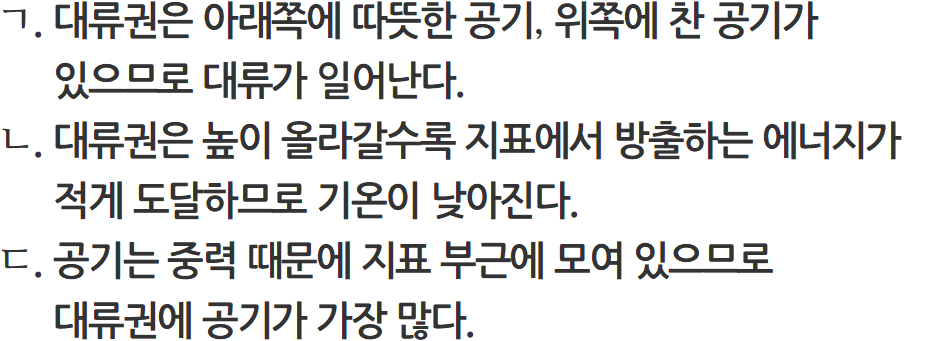 ㄱ. 대류권은 아래쪽에 따뜻한 공기, 위쪽에 찬 공기가
있으므로 대류가 일어난다.
ㄴ. 대류권은 높이 올라갈수록 지표에서 방출하는 에너지가
적게 도달하므로 기온이 낮아진다.
ㄷ. 공기는 중력 때문에 지표 부근에 모여 있으므로
대류권에 공기가 가장 많다.